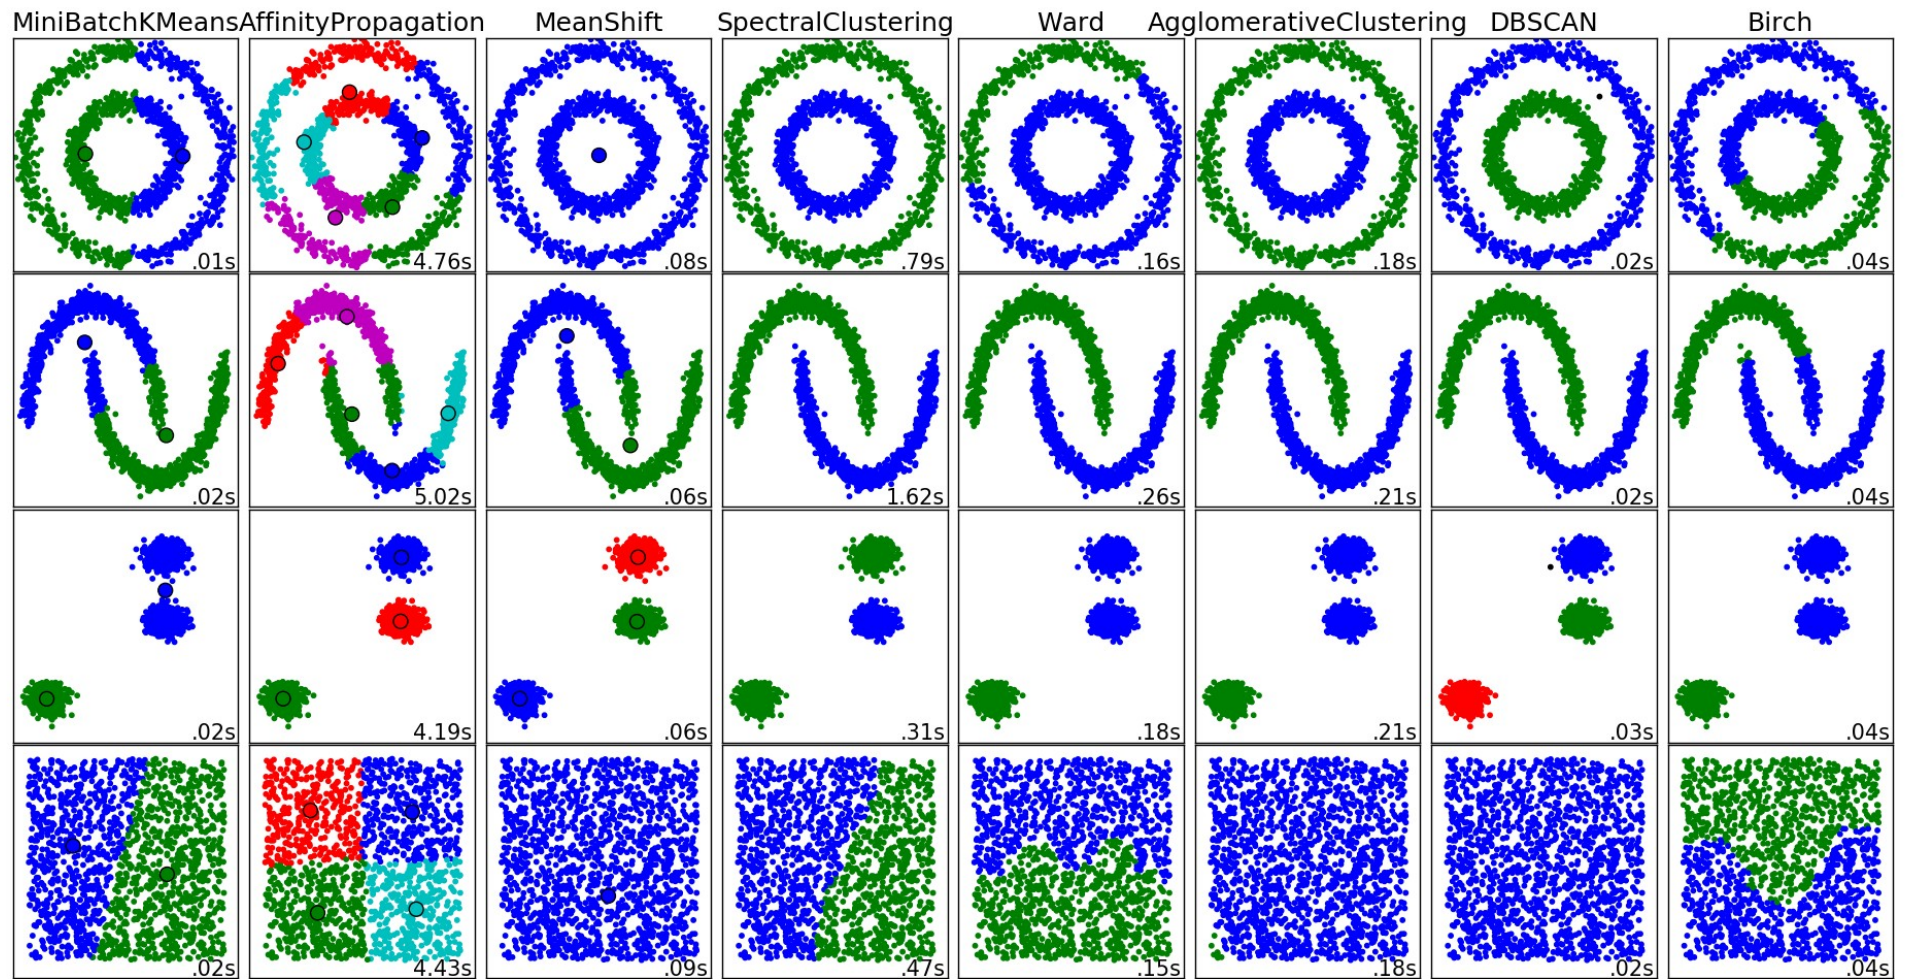 MiniBatchKMeans AffinityPropagation MeanShift SpectralClustering Ward AgglomerativeClustering DBSCAN Birch
.01s 4.76s .08s .79s .16s .18s .02s .04s
.02s 5.02s .06s 1.62s .26s .21s .02s .04s
.02s 4.19s .06s .31s .18s .21s .03s .04s
.02s 4.43s .09s .47s .15s .18s .02s .04s